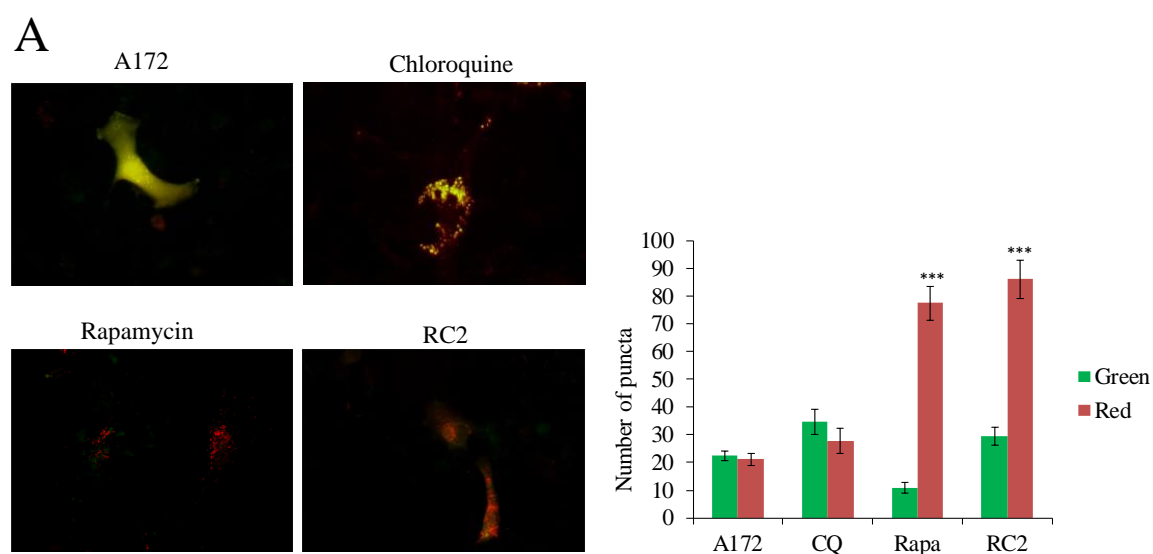 A
A172
Chloroquine
Rapamycin
RC2
Number of puncta
100
90
80
70
60
50
40
30
20
10
0
***
***
A172 CQ Rapa RC2
Green
Red